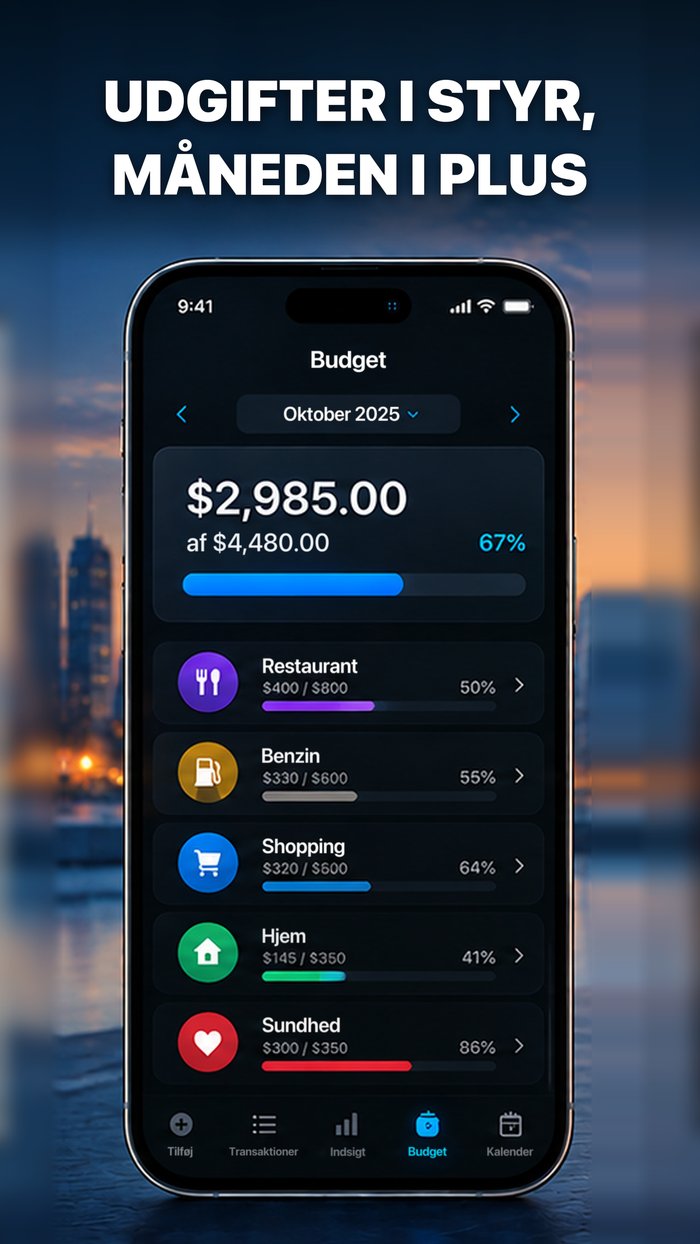 UDGIFTER I STYR,
MÅNEDEN I PLUS
9:41
Budget
Oktober 2025
$2,985.00
af $4,480.00
67%
Restaurant
$400 / $800
50%
Benzin
$330 / $600
55%
Shopping
$320 / $600
64%
Hjem
$145 / $350
41%
Sundhed
$300 / $350
86%
Tilføj
Transaktioner
Indsigt
Budget
Kalender